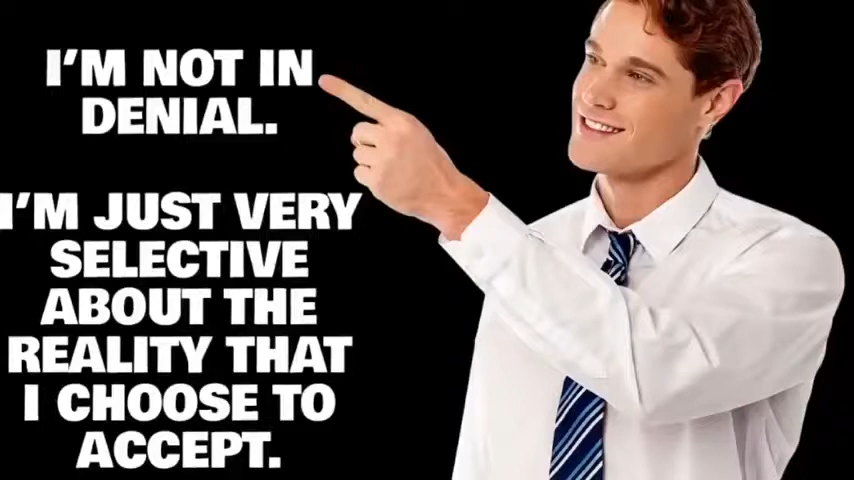 I'M NOT IN
DENIAL.
I'M JUST VERY
SELECTIVE
ABOUT THE
REALITY THAT
I CHOOSE TO
ACCEPT.